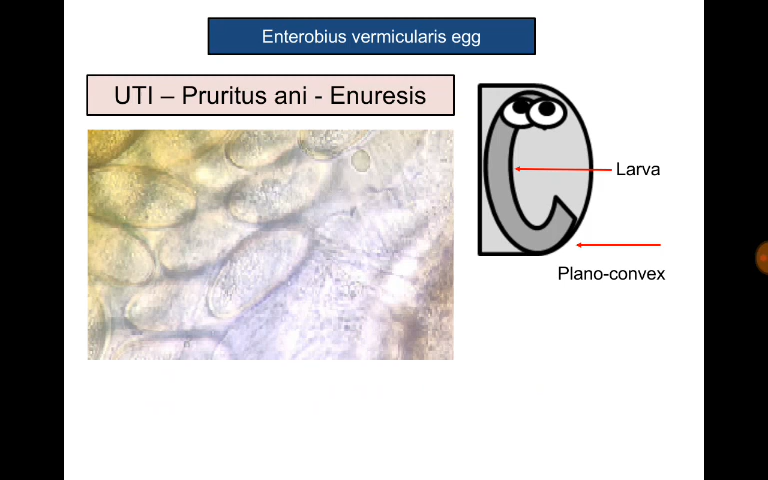 Enterobius vermicularis egg
UTI – Pruritus ani - Enuresis
Larva
Plano-convex